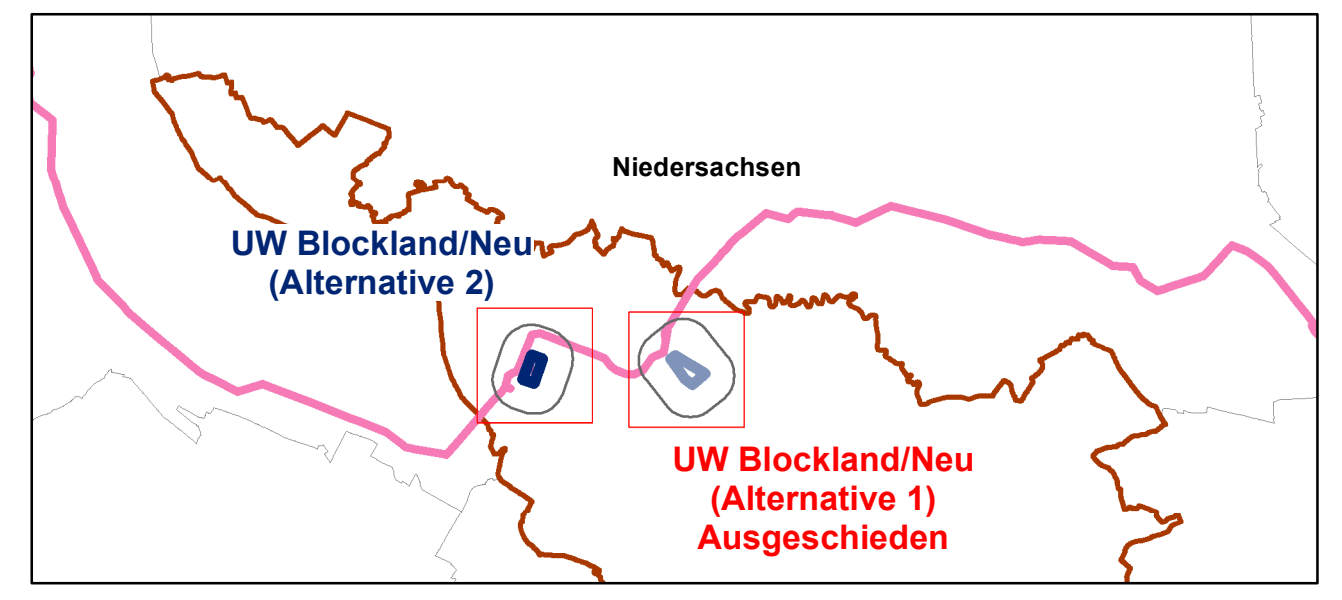 Niedersachsen
UW Blockland/Neu
(Alternative 2)
UW Blockland/Neu
(Alternative 1)
Ausgeschieden